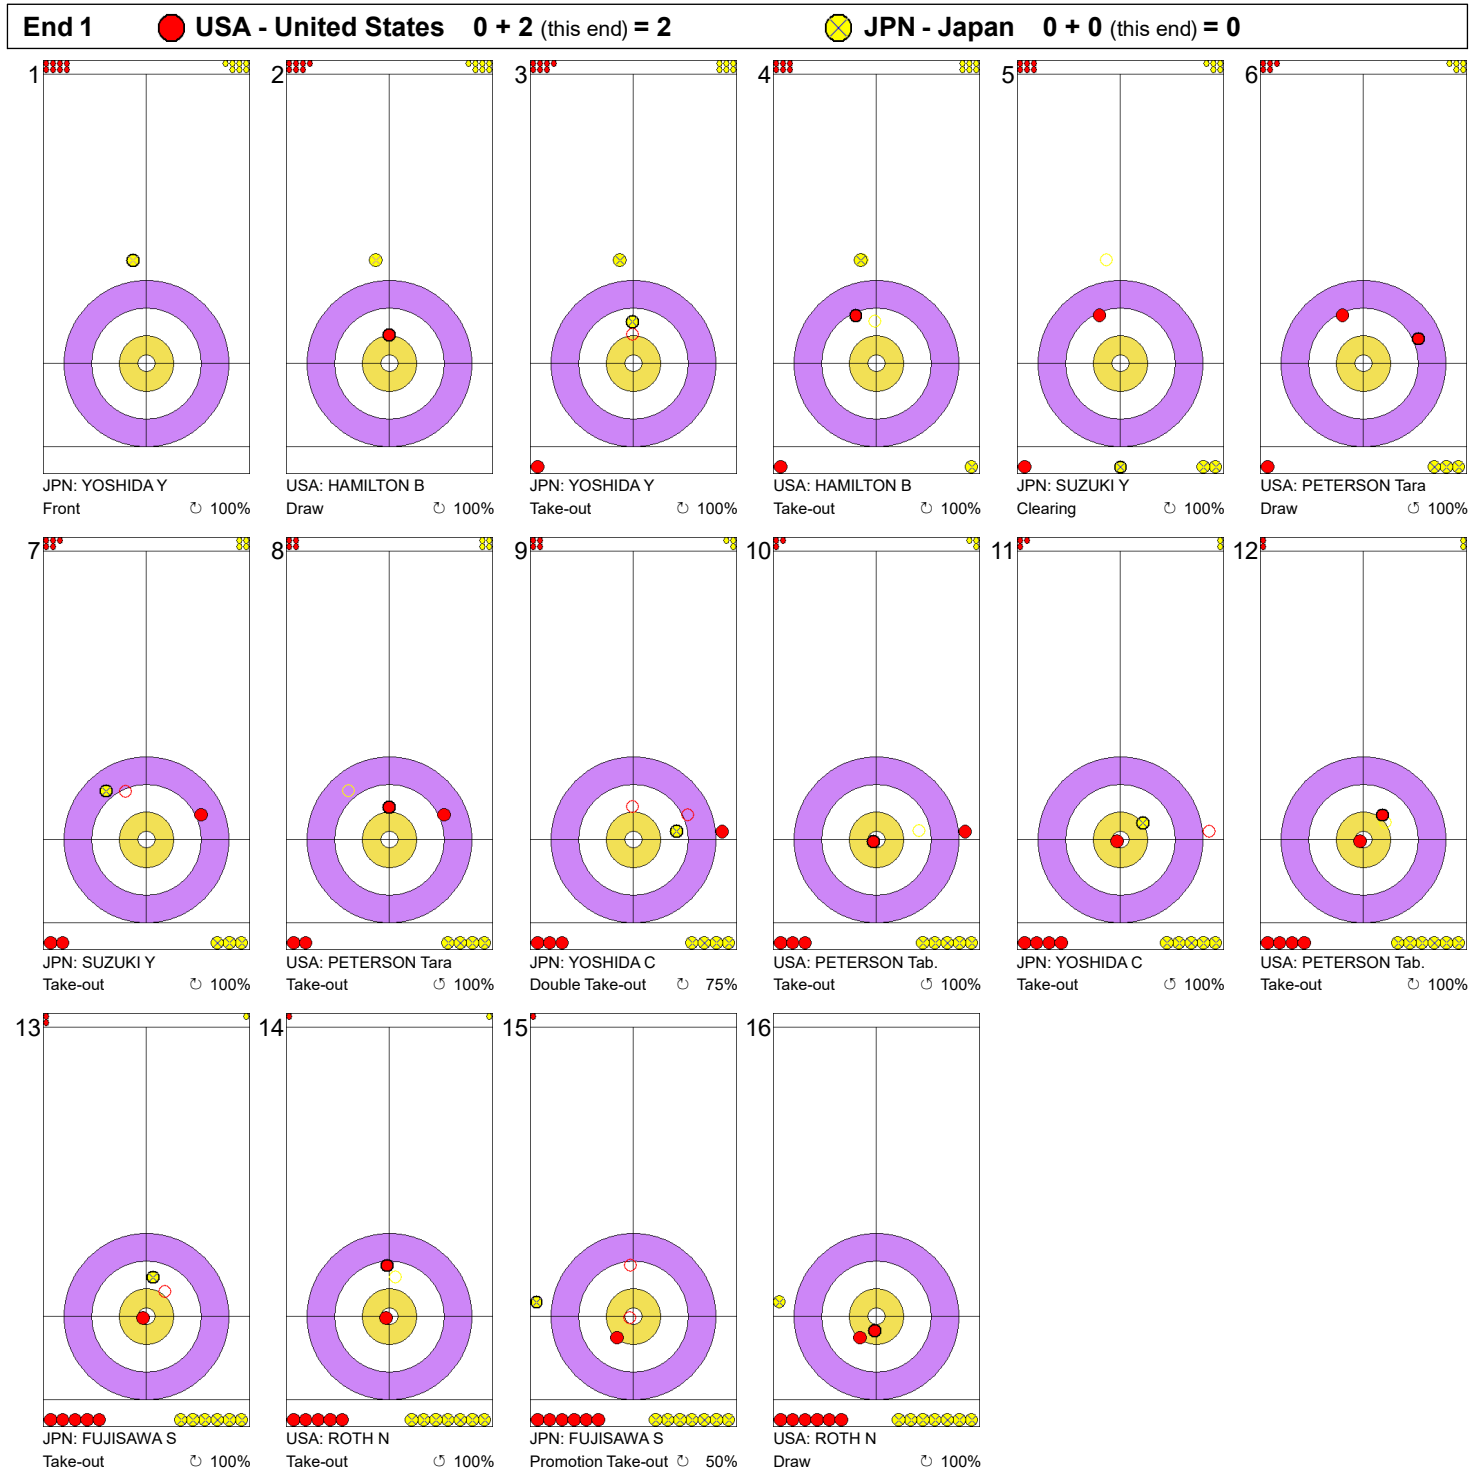 End 1 USA - United States 0 + 2 (this end) = 2 JPN - Japan 0 + 0 (this end) = 0
1 2 3 4 5 6
JPN: YOSHIDA Y
Front ↻ 100%
USA: HAMILTON B
Draw ↺ 100%
JPN: YOSHIDA Y
Take-out ↺ 100%
USA: HAMILTON B
Take-out ↻ 100%
JPN: SUZUKI Y
Clearing ↺ 100%
USA: PETERSON Tara
Draw ↺ 100%
7 8 9 10 11 12
JPN: SUZUKI Y
Take-out ↻ 100%
USA: PETERSON Tara
Take-out ↺ 100%
JPN: YOSHIDA C
Double Take-out ↻ 75%
USA: PETERSON Tab.
Take-out ↺ 100%
JPN: YOSHIDA C
Take-out ↺ 100%
USA: PETERSON Tab.
Take-out ↻ 100%
13 14 15 16
JPN: FUJISAWA S
Take-out ↻ 100%
USA: ROTH N
Take-out ↻ 100%
JPN: FUJISAWA S
Promotion Take-out ↻ 50%
USA: ROTH N
Draw ↻ 100%